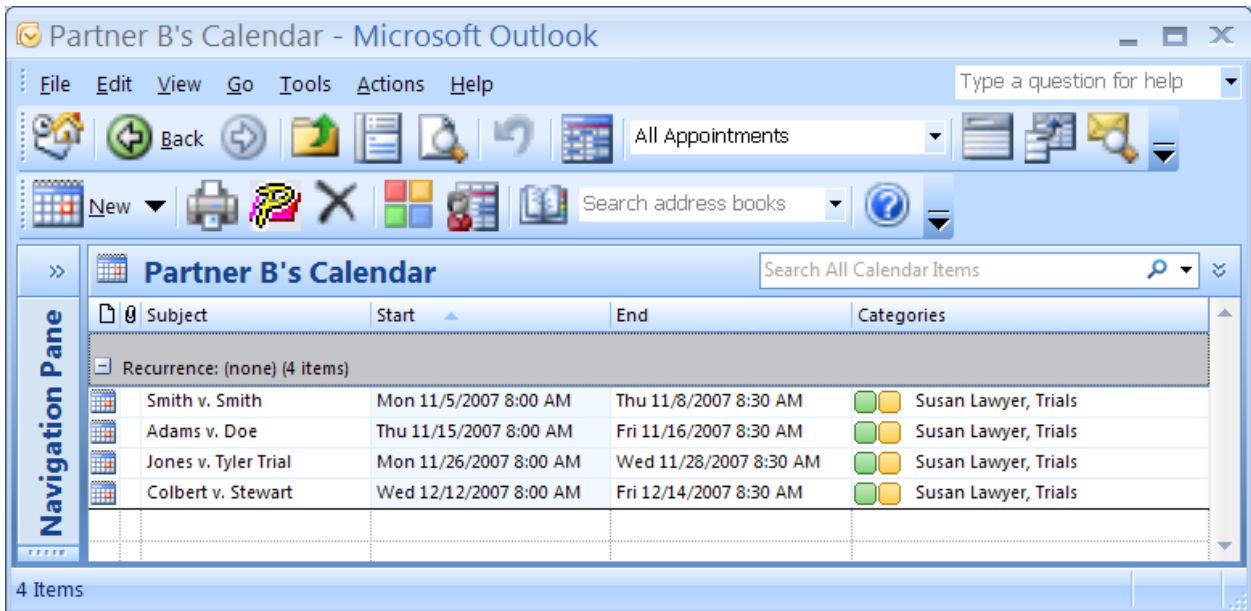 Partner B's Calendar - Microsoft Outlook
File Edit View Go Tools Actions Help Type a question for help
Back All Appointments
New Search address books
Partner B's Calendar Search All Calendar Items
Subject Start End Categories
Recurrence: (none) (4 items)
Smith v. Smith Mon 11/5/2007 8:00 AM Thu 11/8/2007 8:30 AM Susan Lawyer, Trials
Adams v. Doe Thu 11/15/2007 8:00 AM Fri 11/16/2007 8:30 AM Susan Lawyer, Trials
Jones v. Tyler Trial Mon 11/26/2007 8:00 AM Wed 11/28/2007 8:30 AM Susan Lawyer, Trials
Colbert v. Stewart Wed 12/12/2007 8:00 AM Fri 12/14/2007 8:30 AM Susan Lawyer, Trials
Navigation Pane
4 Items